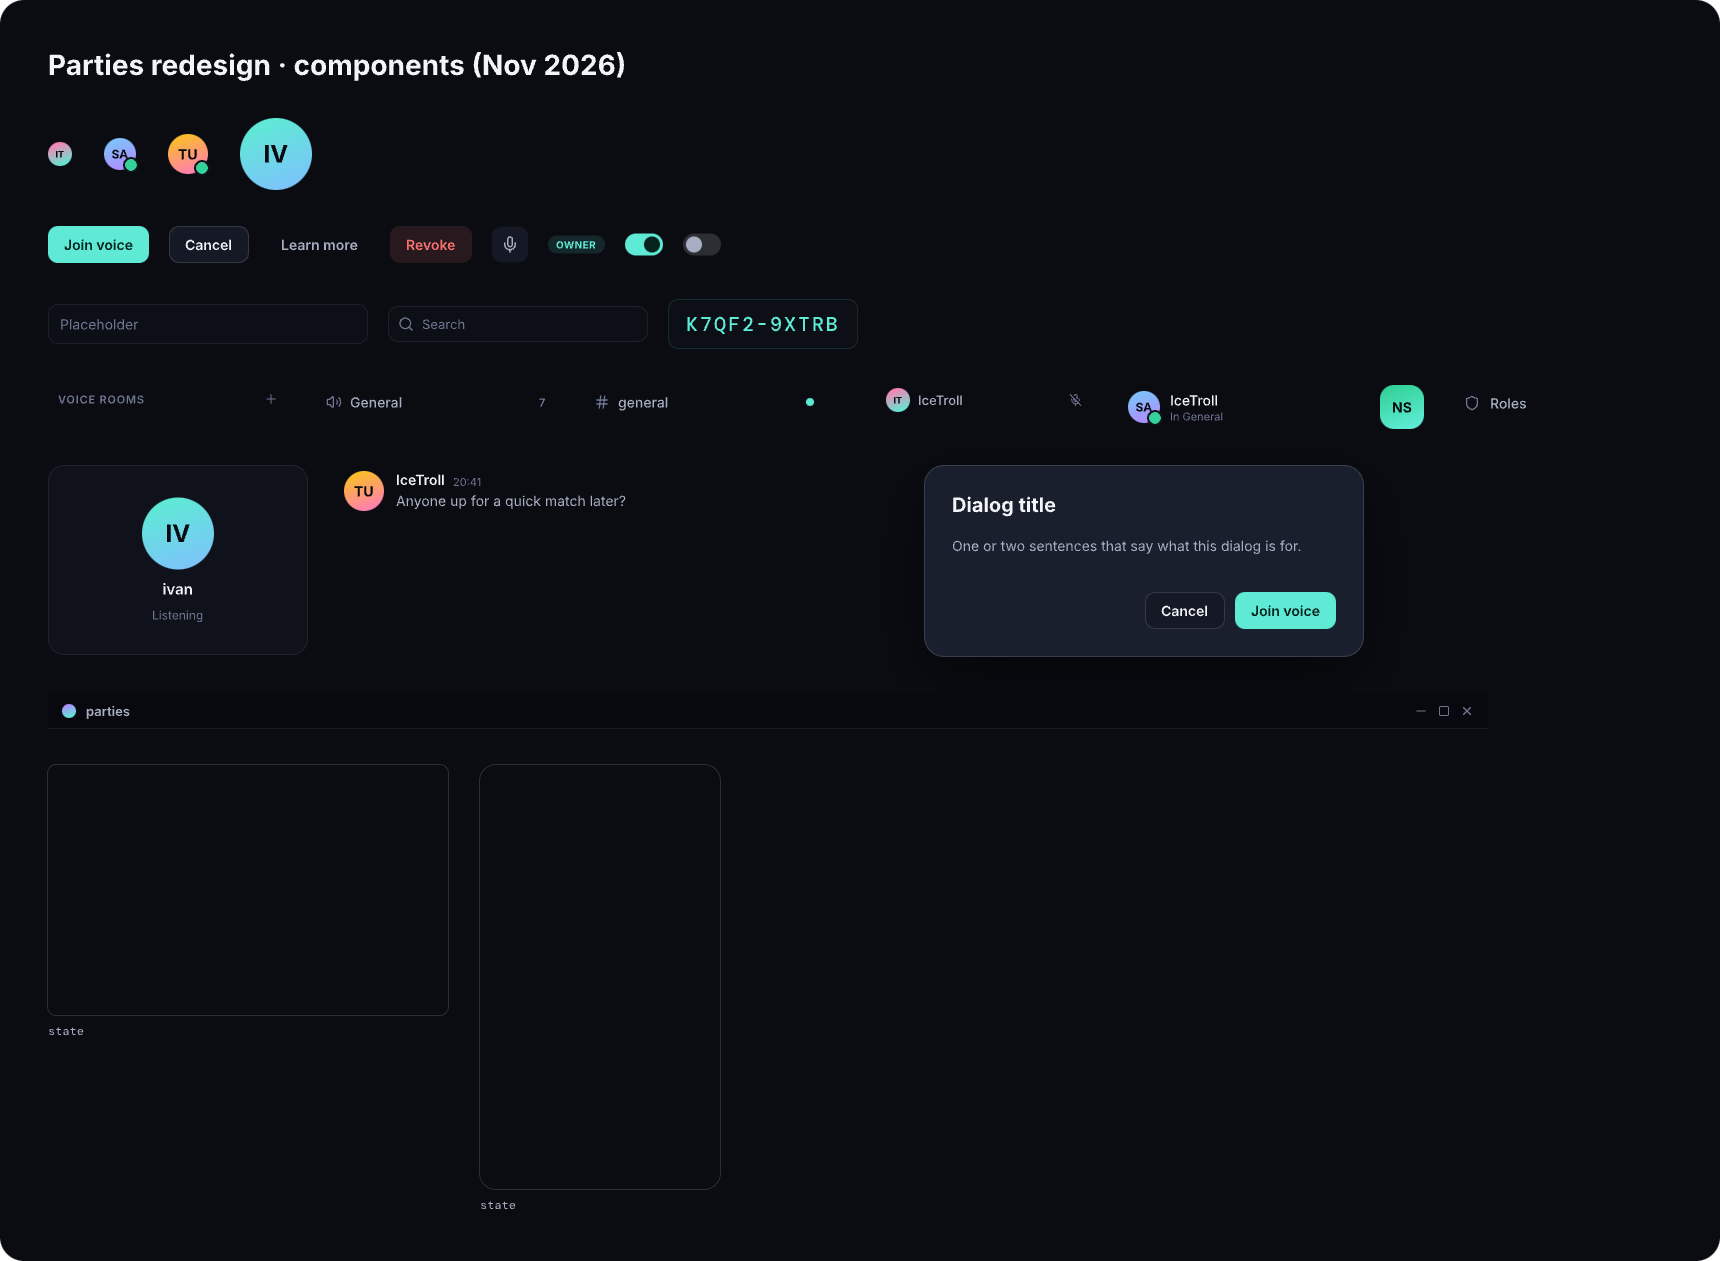 Parties redesign · components (Nov 2026)
IT
SA
TU
IV
Join voice
Cancel
Learn more
Revoke
OWNER
Placeholder
Search
K7QF2-9XTRB
VOICE ROOMS
General
7
general
IT
IceTroll
SA
IceTroll
In General
NS
Roles
IV
ivan
Listening
TU
IceTroll 20:41
Anyone up for a quick match later?
Dialog title
One or two sentences that say what this dialog is for.
Cancel
Join voice
parties
state
state